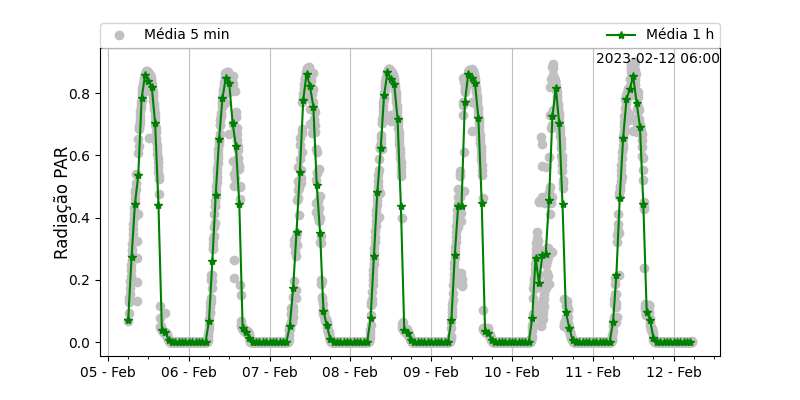 Média 5 min
Média 1 h
2023-02-12 06:00
Radiação PAR
0.8
0.6
0.4
0.2
0.0
05 - Feb
06 - Feb
07 - Feb
08 - Feb
09 - Feb
10 - Feb
11 - Feb
12 - Feb